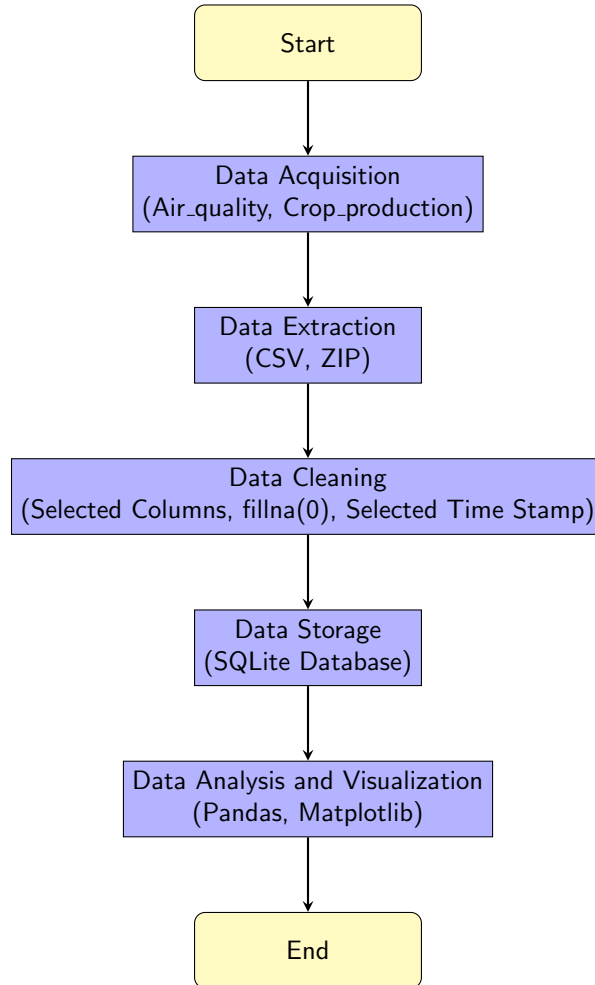 Start
Data Acquisition
(Air_quality, Crop_production)
Data Extraction
(CSV, ZIP)
Data Cleaning
(Selected Columns, fillna(0), Selected Time Stamp)
Data Storage
(SQLite Database)
Data Analysis and Visualization
(Pandas, Matplotlib)
End